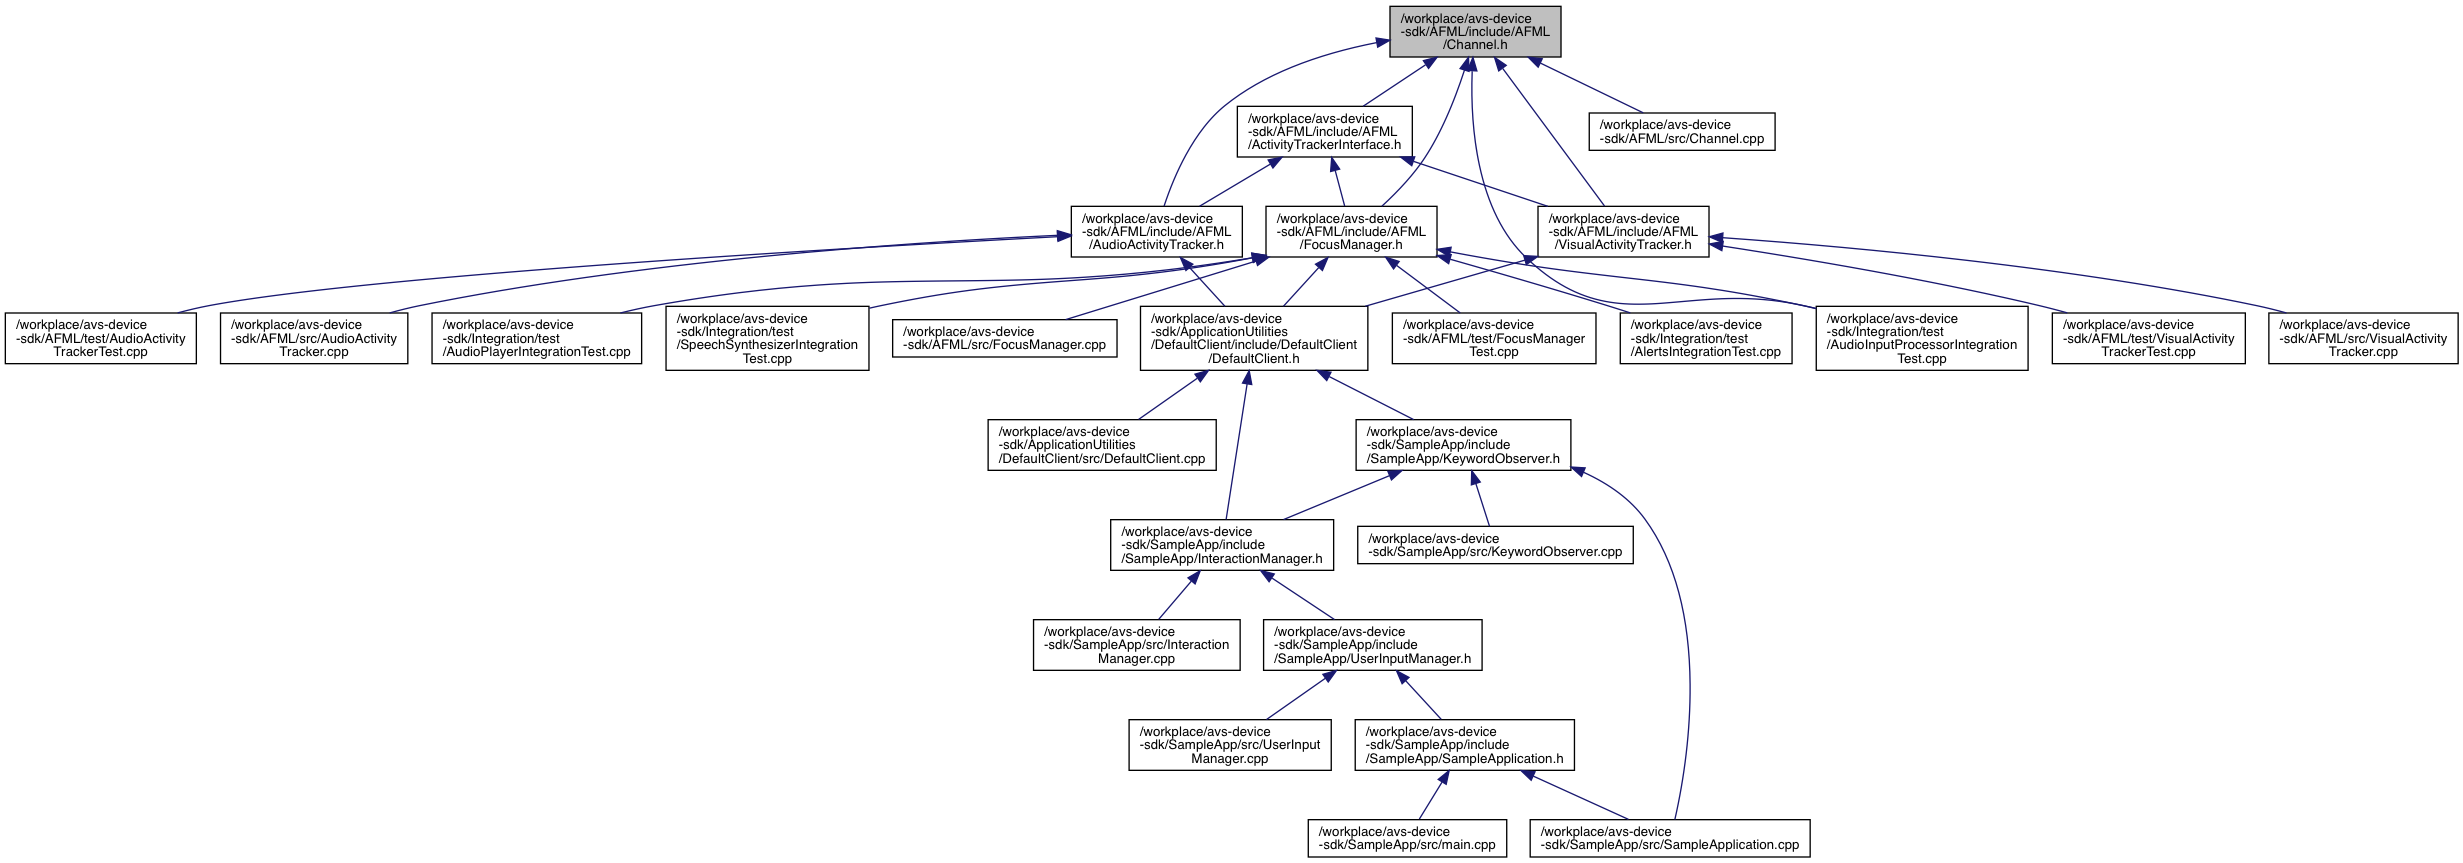 /workplace/avs-device
-sdk/AFML/include/AFML
/Channel.h
/workplace/avs-device
-sdk/AFML/include/AFML
/ActivityTrackerInterface.h
/workplace/avs-device
-sdk/AFML/src/Channel.cpp
/workplace/avs-device
-sdk/AFML/include/AFML
/AudioActivityTracker.h
/workplace/avs-device
-sdk/AFML/include/AFML
/FocusManager.h
/workplace/avs-device
-sdk/AFML/include/AFML
/VisualActivityTracker.h
/workplace/avs-device
-sdk/AFML/test/AudioActivity
TrackerTest.cpp
/workplace/avs-device
-sdk/AFML/src/AudioActivity
Tracker.cpp
/workplace/avs-device
-sdk/Integration/test
/AudioPlayerIntegrationTest.cpp
/workplace/avs-device
-sdk/Integration/test
/SpeechSynthesizerIntegration
Test.cpp
/workplace/avs-device
-sdk/AFML/src/FocusManager.cpp
/workplace/avs-device
-sdk/ApplicationUtilities
/DefaultClient/include/DefaultClient
/DefaultClient.h
/workplace/avs-device
-sdk/AFML/test/FocusManager
Test.cpp
/workplace/avs-device
-sdk/Integration/test
/AlertsIntegrationTest.cpp
/workplace/avs-device
-sdk/Integration/test
/AudioInputProcessorIntegration
Test.cpp
/workplace/avs-device
-sdk/AFML/test/VisualActivity
TrackerTest.cpp
/workplace/avs-device
-sdk/AFML/src/VisualActivity
Tracker.cpp
/workplace/avs-device
-sdk/ApplicationUtilities
/DefaultClient/src/DefaultClient.cpp
/workplace/avs-device
-sdk/SampleApp/include
/SampleApp/KeywordObserver.h
/workplace/avs-device
-sdk/SampleApp/include
/SampleApp/InteractionManager.h
/workplace/avs-device
-sdk/SampleApp/src/KeywordObserver.cpp
/workplace/avs-device
-sdk/SampleApp/src/Interaction
Manager.cpp
/workplace/avs-device
-sdk/SampleApp/include
/SampleApp/UserInputManager.h
/workplace/avs-device
-sdk/SampleApp/src/UserInput
Manager.cpp
/workplace/avs-device
-sdk/SampleApp/include
/SampleApp/SampleApplication.h
/workplace/avs-device
-sdk/SampleApp/src/main.cpp
/workplace/avs-device
-sdk/SampleApp/src/SampleApplication.cpp